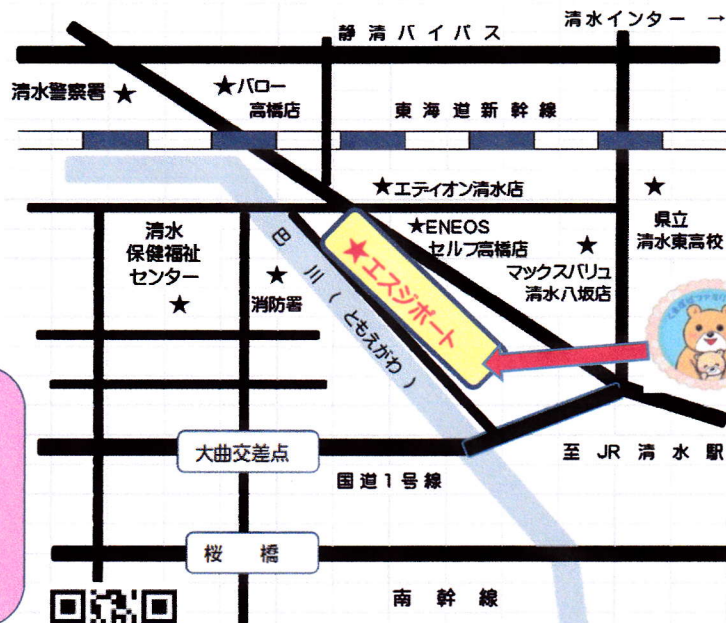 清水インター →
静清バイパス
清水警察署 ★
★バロー
高橋店
東海道新幹線
★エディオン清水店
★
県立
清水東高校
清水
保健福祉
センター
★
★
消防署
巴川(ともえがわ)
★エスジポート
★ENEOS
セルフ高橋店
★
マックスバリュ
清水八坂店
大曲交差点
国道1号線
至 JR 清水駅
桜橋
南幹線